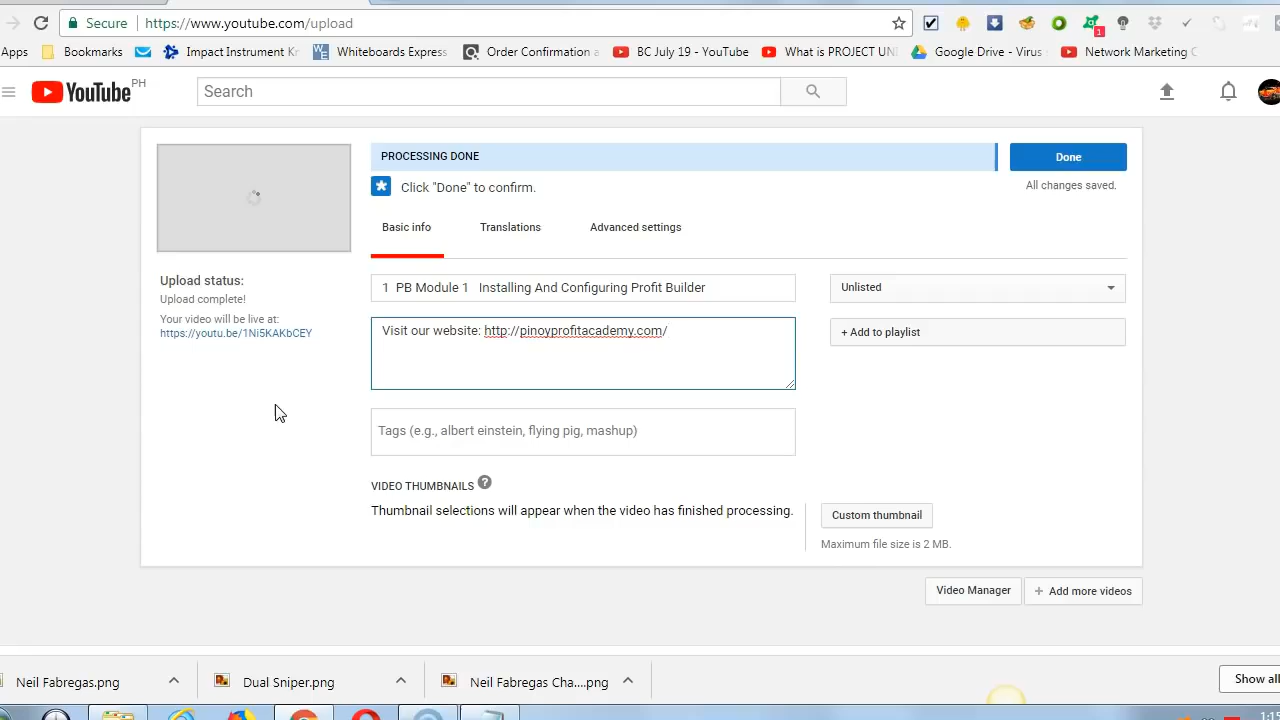 Secure https://www.youtube.com/upload
1
Apps Bookmarks Impact Instrument Kr Whiteboards Express Order Confirmation a BC July 19 - YouTube What is PROJECT UNI Google Drive - Virus Network Marketing C
YouTube PH Search
PROCESSING DONE Done
Click "Done" to confirm. All changes saved.
Basic info Translations Advanced settings
Upload status:
Upload complete!
Your video will be live at:
https://youtu.be/1Ni5KAKbCEY
1 PB Module 1 Installing And Configuring Profit Builder Unlisted
Visit our website: http://pinoyprofitacademy.com/ + Add to playlist
Tags (e.g., albert einstein, flying pig, mashup)
VIDEO THUMBNAILS ?
Thumbnail selections will appear when the video has finished processing. Custom thumbnail
Maximum file size is 2 MB.
Video Manager + Add more videos
Neil Fabregas.png Dual Sniper.png Neil Fabregas Cha....png Show all